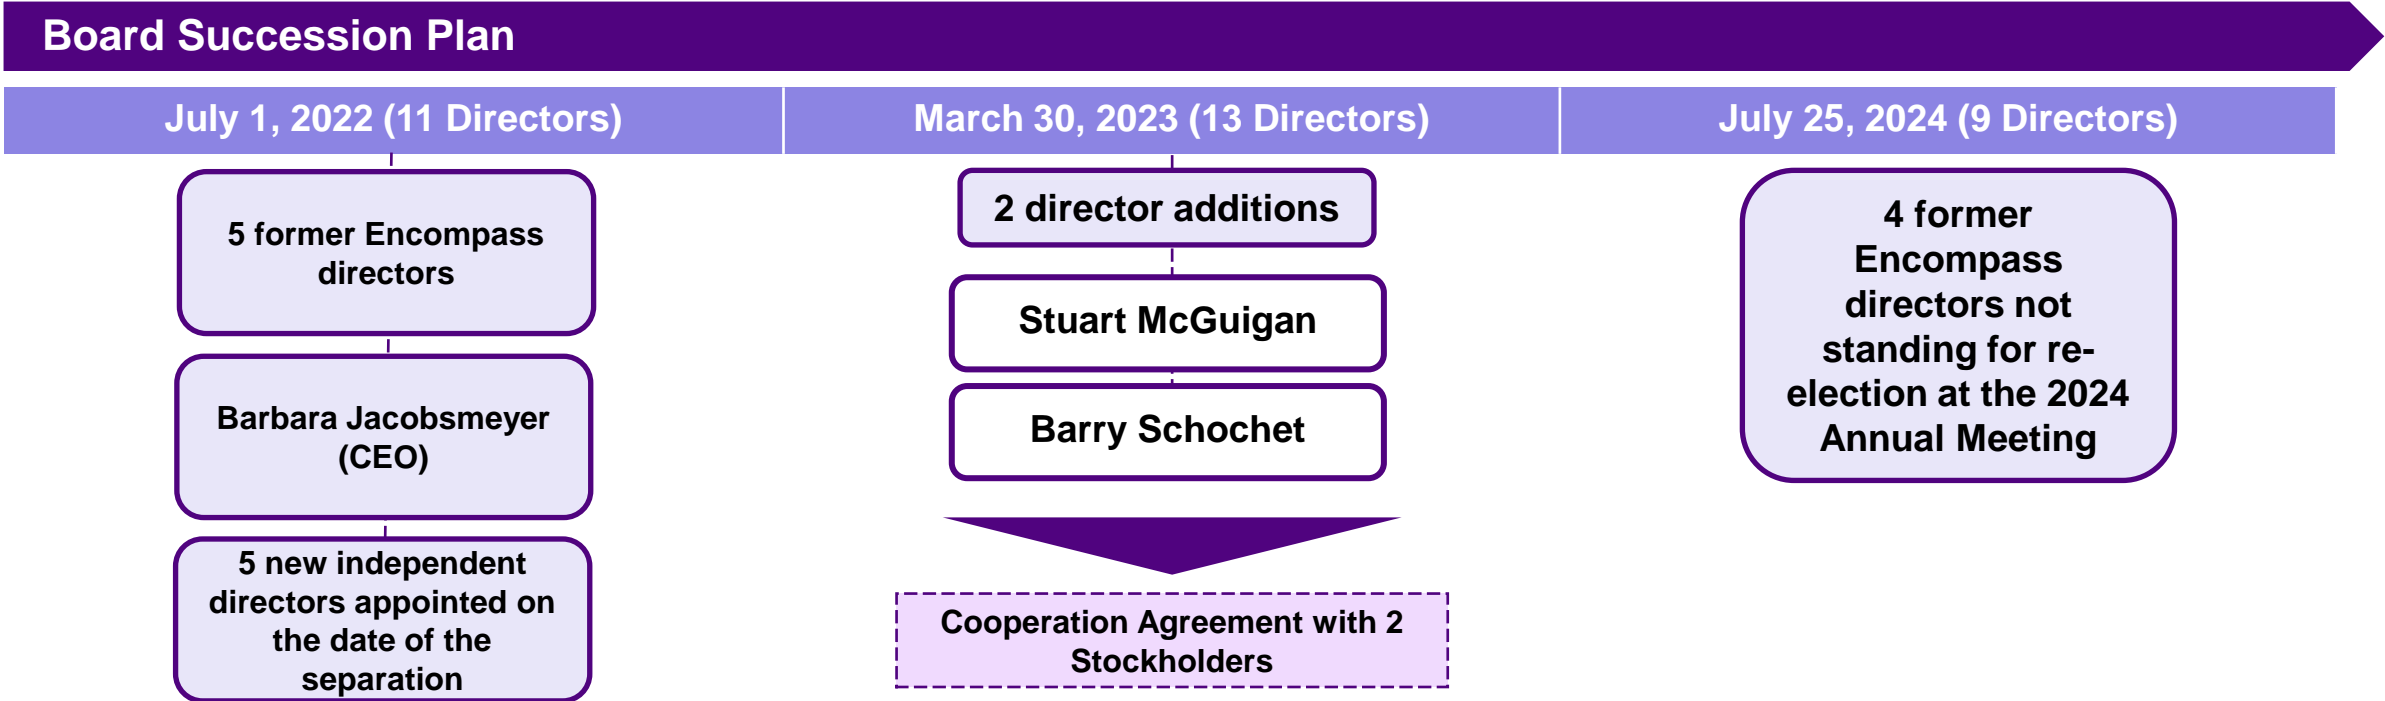 Board Succession Plan
July 1, 2022 (11 Directors)
5 former Encompass
directors
Barbara Jacobsmeyer
(CEO)
5 new independent
directors appointed on
the date of the
separation
March 30, 2023 (13 Directors)
2 director additions
Stuart McGuigan
Barry Schochet
Cooperation Agreement with 2
Stockholders
July 25, 2024 (9 Directors)
4 former
Encompass
directors not
standing for re-
election at the 2024
Annual Meeting